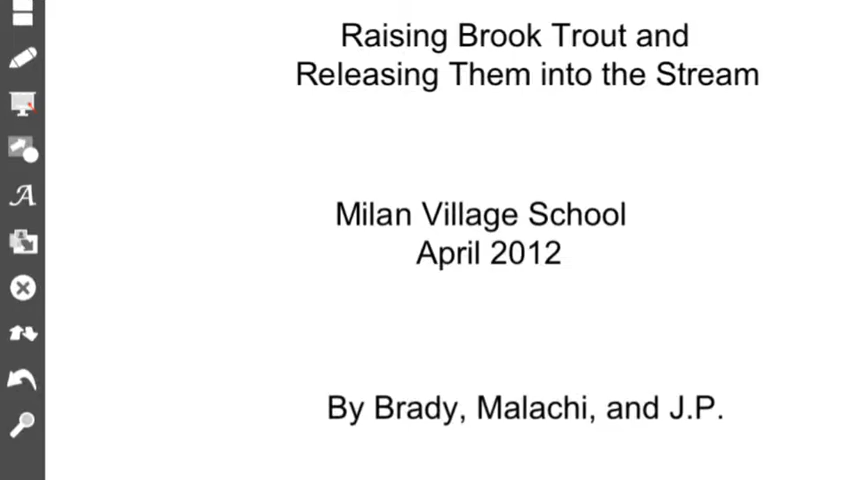 Raising Brook Trout and
Releasing Them into the Stream
Milan Village School
April 2012
By Brady, Malachi, and J.P.